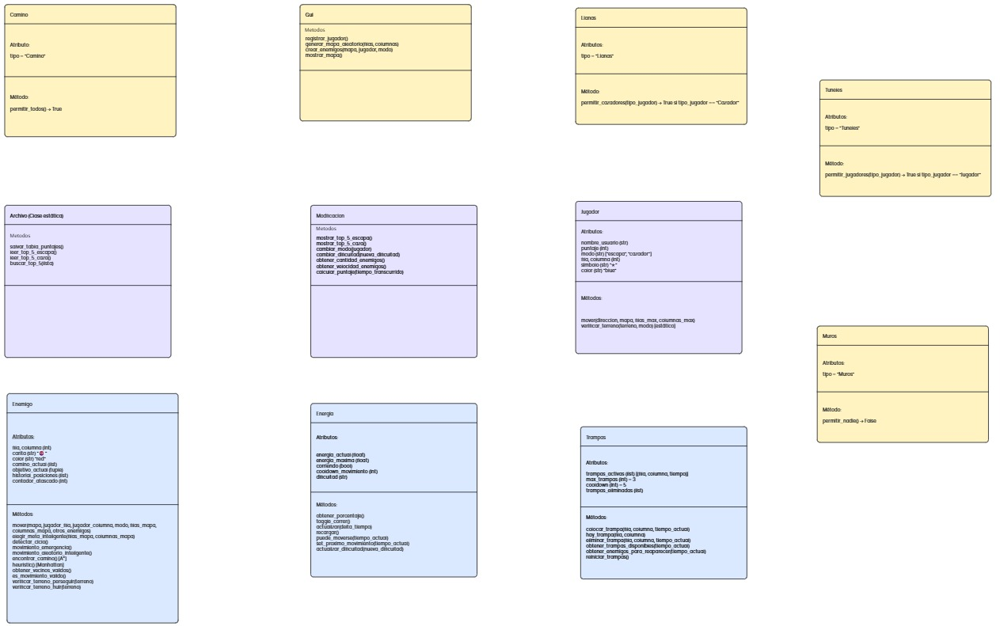 Camino
Atributo:
tipo = "Camino"
Método:
permitir_todos() → True
Gui
Metodos
registrar_jugador()
generar_mapa_aleatorio(filas, columnas)
crear_enemigos(mapa, jugador, modo)
mostrar_mapa()
Lianas
Atributos:
tipo = "Lianas"
Método:
permitir_cazadores(tipo_jugador) → True si tipo_jugador == "Cazador"
Tuneles
Atributos:
tipo = "Tuneles"
Método:
permitir_jugadores(tipo_jugador) → True si tipo_jugador == "Jugador"
Archivo (Clase estática)
Metodos
salvar_tabla_puntajes()
leer_top_5_escapa()
leer_top_5_caza()
buscar_top_5(lista)
Modificacion
Metodos
mostrar_top_5_escapa()
mostrar_top_5_caza()
cambiar_modo(jugador)
cambiar_dificultad(nueva_dificultad)
obtener_cantidad_enemigos()
obtener_velocidad_enemigos()
calcular_puntaje(tiempo_transcurrido)
Jugador
Atributos:
nombre_usuario (str)
puntaje (int)
modo (str) ["escapa", "cazador"]
fila, columna (int)
simbolo (str) "★"
color (str) "blue"
Métodos:
mover(direccion, mapa, filas_max, columnas_max)
verificar_terreno(terreno, modo) [estático]
Muros
Atributos:
tipo = "Muros"
Método:
permitir_nadie() → False
Enemigo
Atributos:
fila, columna (int)
carita (str) "👹"
color (str) "red"
camino_actual (list)
objetivo_actual (tuple)
historial_posiciones (list)
contador_atascado (int)
Métodos:
mover(mapa, jugador_fila, jugador_columna, modo, filas_mapa,
columnas_mapa, otros_enemigos)
elegir_meta_inteligente(filas_mapa, columnas_mapa)
detectar_ciclo()
movimiento_emergencia()
movimiento_aleatorio_inteligente()
encontrar_camino() [A*]
heuristic() [Manhattan]
obtener_vecinos_validos()
es_movimiento_valido()
verificar_terreno_perseguir(terreno)
verificar_terreno_huir(terreno)
Energia
Atributos:
energia_actual (float)
energia_maxima (float)
corriendo (bool)
cooldown_movimiento (int)
dificultad (str)
Métodos:
obtener_porcentaje()
toggle_correr()
actualizar(delta_tiempo)
recargar()
puede_moverse(tiempo_actual)
set_proximo_movimiento(tiempo_actual)
actualizar_dificultad(nueva_dificultad)
Trampas
Atributos:
trampas_activas (list) [(fila, columna, tiempo)]
max_trampas (int) = 3
cooldown (int) = 5
trampas_eliminadas (list)
Métodos:
colocar_trampa(fila, columna, tiempo_actual)
hay_trampa(fila, columna)
eliminar_trampa(fila, columna, tiempo_actual)
obtener_trampas_disponibles(tiempo_actual)
obtener_enemigos_para_reaparecer(tiempo_actual)
reiniciar_trampas()